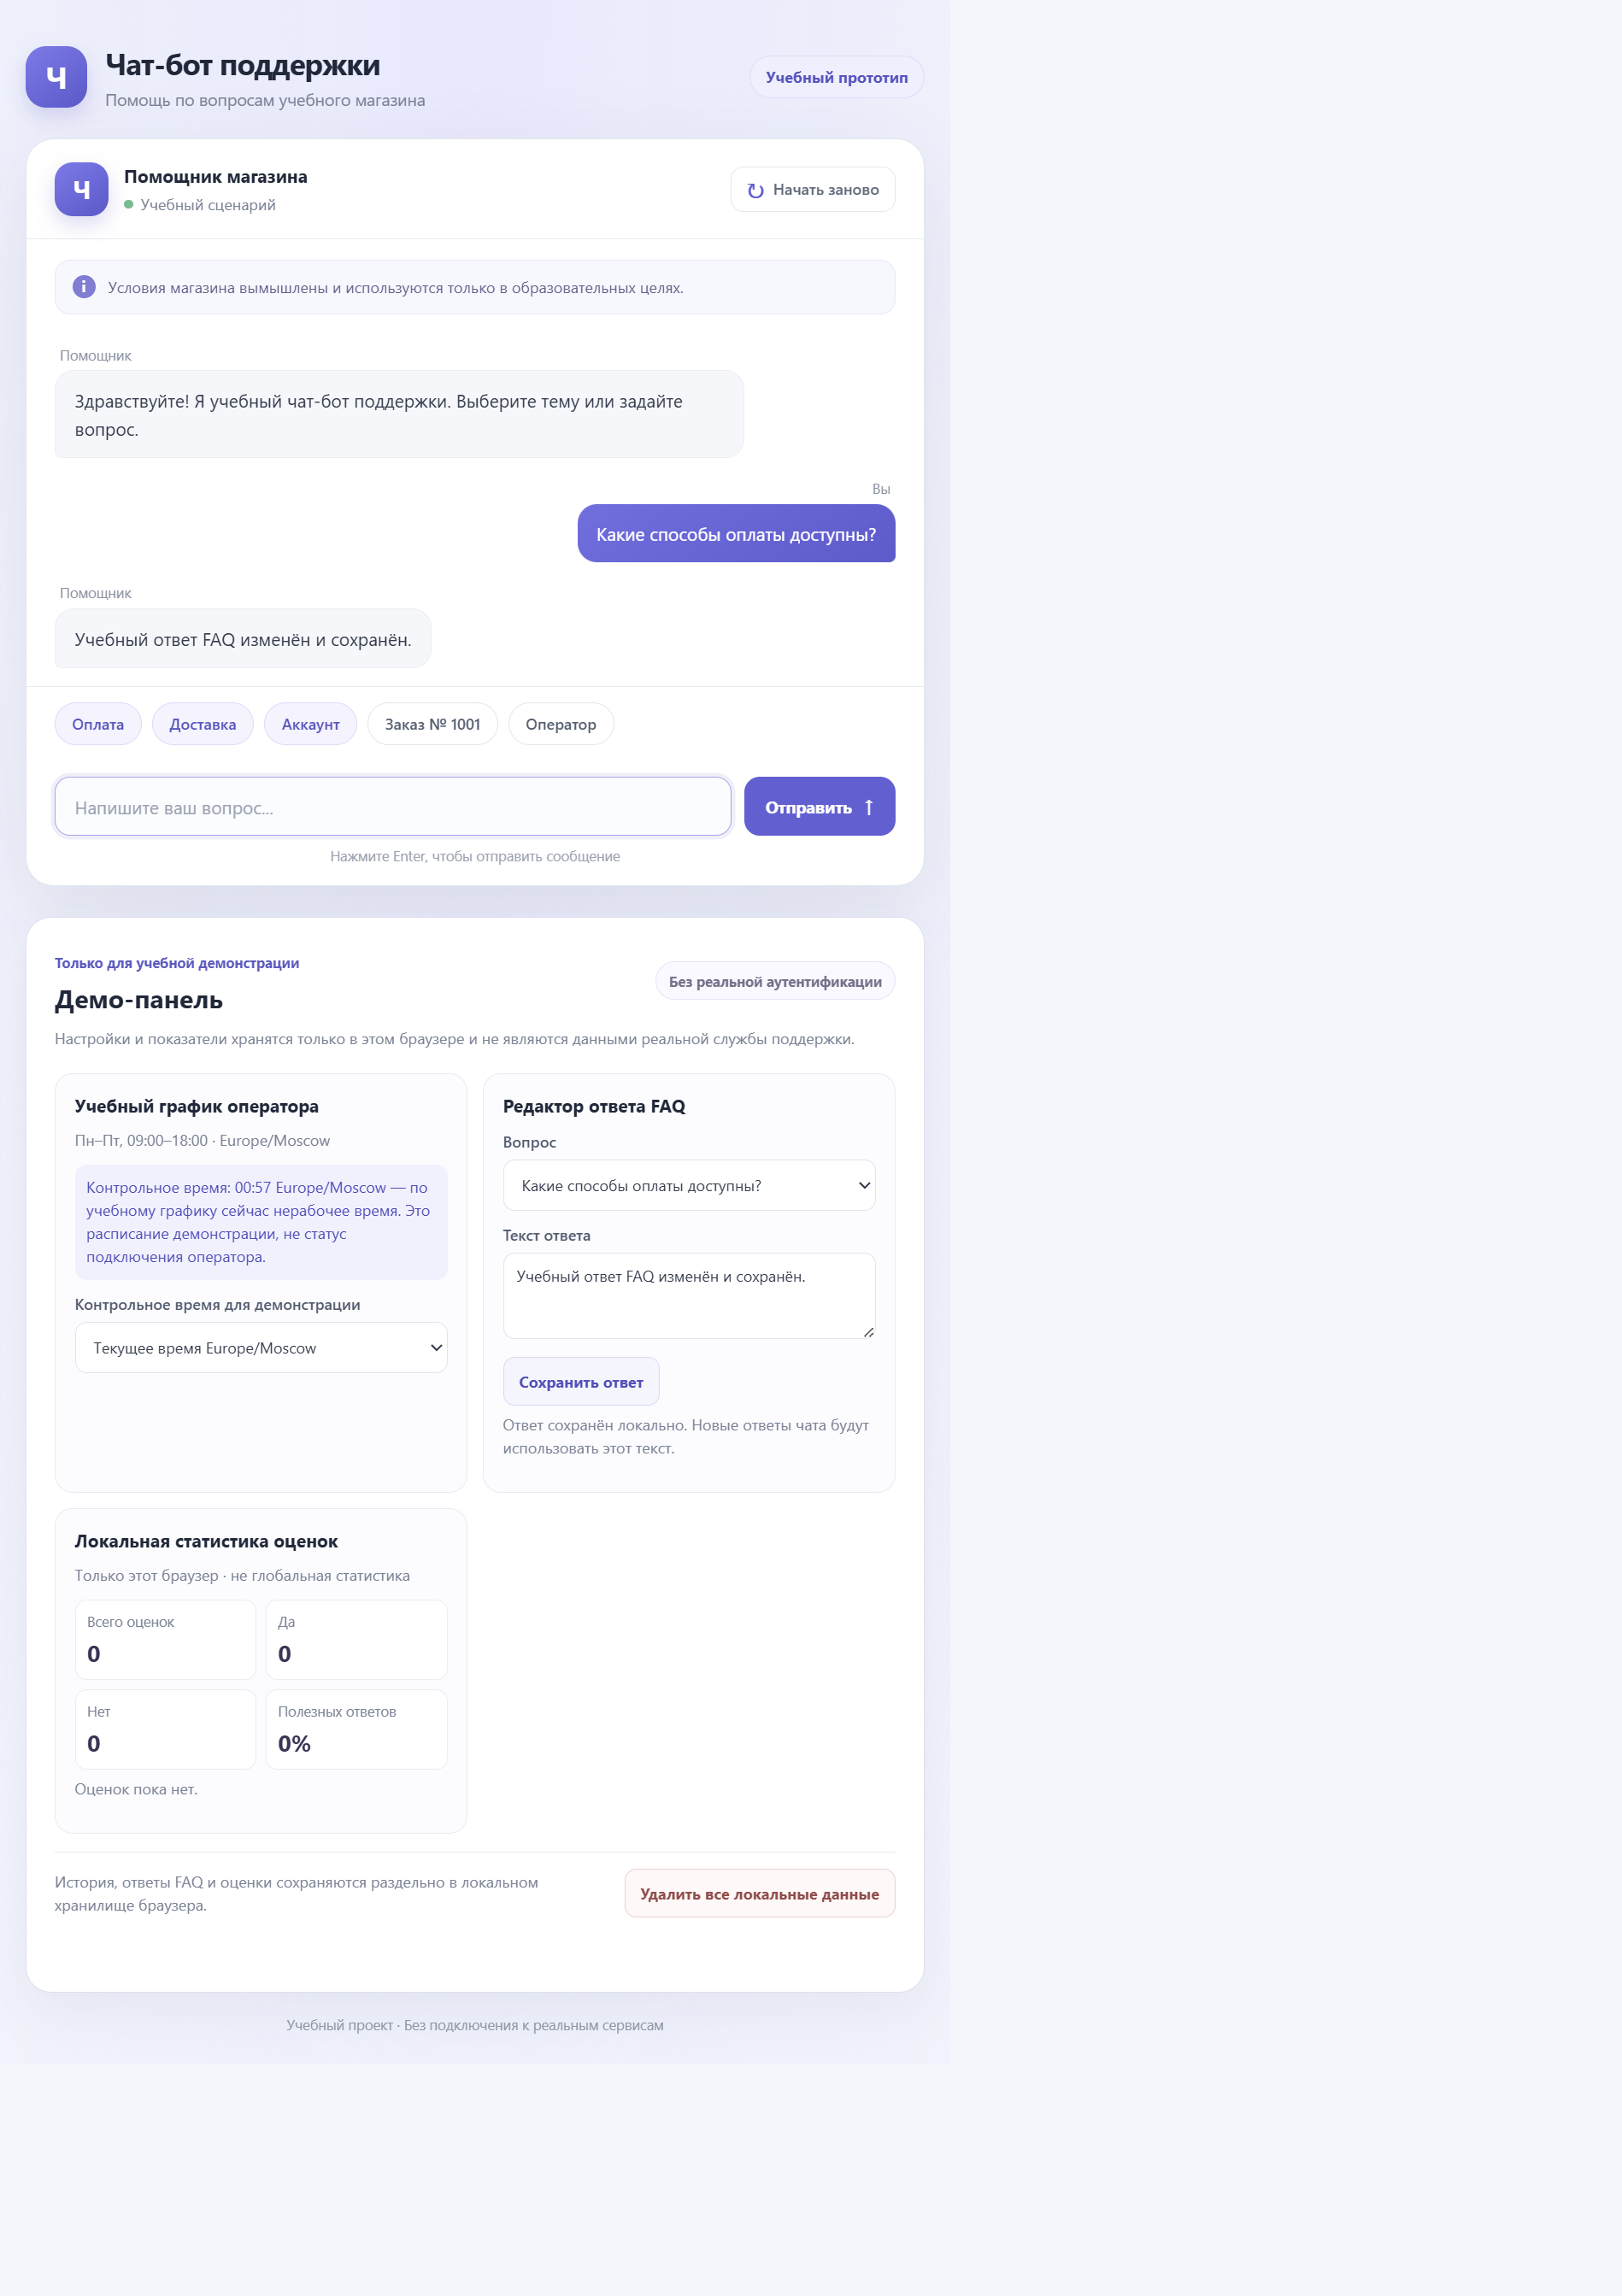 Ч
Чат-бот поддержки
Помощь по вопросам учебного магазина
Учебный прототип
Ч
Помощник магазина
Учебный сценарий
↻ Начать заново
i Условия магазина вымышлены и используются только в образовательных целях.
Помощник
Здравствуйте! Я учебный чат-бот поддержки. Выберите тему или задайте
вопрос.
Вы
Какие способы оплаты доступны?
Помощник
Учебный ответ FAQ изменён и сохранён.
Оплата
Доставка
Аккаунт
Заказ № 1001
Оператор
Напишите ваш вопрос...
Отправить ↑
Нажмите Enter, чтобы отправить сообщение
Только для учебной демонстрации
Демо-панель
Без реальной аутентификации
Настройки и показатели хранятся только в этом браузере и не являются данными реальной службы поддержки.
Учебный график оператора
Пн–Пт, 09:00–18:00 · Europe/Moscow
Контрольное время: 00:57 Europe/Moscow — по
учебному графику сейчас нерабочее время. Это
расписание демонстрации, не статус
подключения оператора.
Контрольное время для демонстрации
Текущее время Europe/Moscow
Редактор ответа FAQ
Вопрос
Какие способы оплаты доступны?
Текст ответа
Учебный ответ FAQ изменён и сохранён.
Сохранить ответ
Ответ сохранён локально. Новые ответы чата будут
использовать этот текст.
Локальная статистика оценок
Только этот браузер · не глобальная статистика
Всего оценок
0
Да
0
Нет
0
Полезных ответов
0%
Оценок пока нет.
История, ответы FAQ и оценки сохраняются раздельно в локальном
хранилище браузера.
Удалить все локальные данные
Учебный проект · Без подключения к реальным сервисам